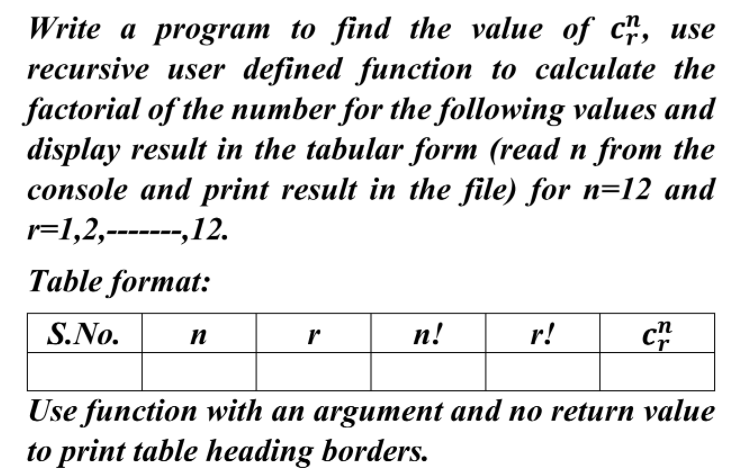 Write a program to find the value of cⁿᵣ, use
recursive user defined function to calculate the
factorial of the number for the following values and
display result in the tabular form (read n from the
console and print result in the file) for n=12 and
r=1,2,-------,12.
Table format:
S.No. n r n! r! cⁿᵣ
Use function with an argument and no return value
to print table heading borders.